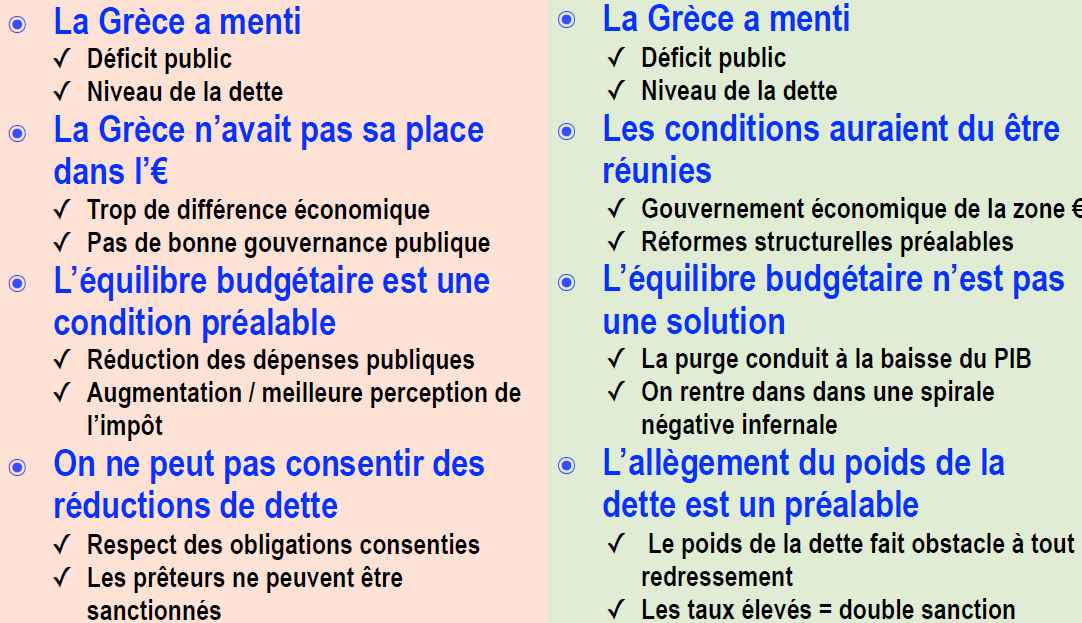 La Grèce a menti
✓ Déficit public
✓ Niveau de la dette
La Grèce n'avait pas sa place
dans l'€
✓ Trop de différence économique
✓ Pas de bonne gouvernance publique
L'équilibre budgétaire est une
condition préalable
✓ Réduction des dépenses publiques
✓ Augmentation / meilleure perception de
l'impôt
On ne peut pas consentir des
réductions de dette
✓ Respect des obligations consenties
✓ Les prêteurs ne peuvent être
sanctionnés
La Grèce a menti
✓ Déficit public
✓ Niveau de la dette
Les conditions auraient du être
réunies
✓ Gouvernement économique de la zone €
✓ Réformes structurelles préalables
L'équilibre budgétaire n'est pas
une solution
✓ La purge conduit à la baisse du PIB
✓ On rentre dans dans une spirale
négative infernale
L'allègement du poids de la
dette est un préalable
✓ Le poids de la dette fait obstacle à tout
redressement
✓ Les taux élevés = double sanction